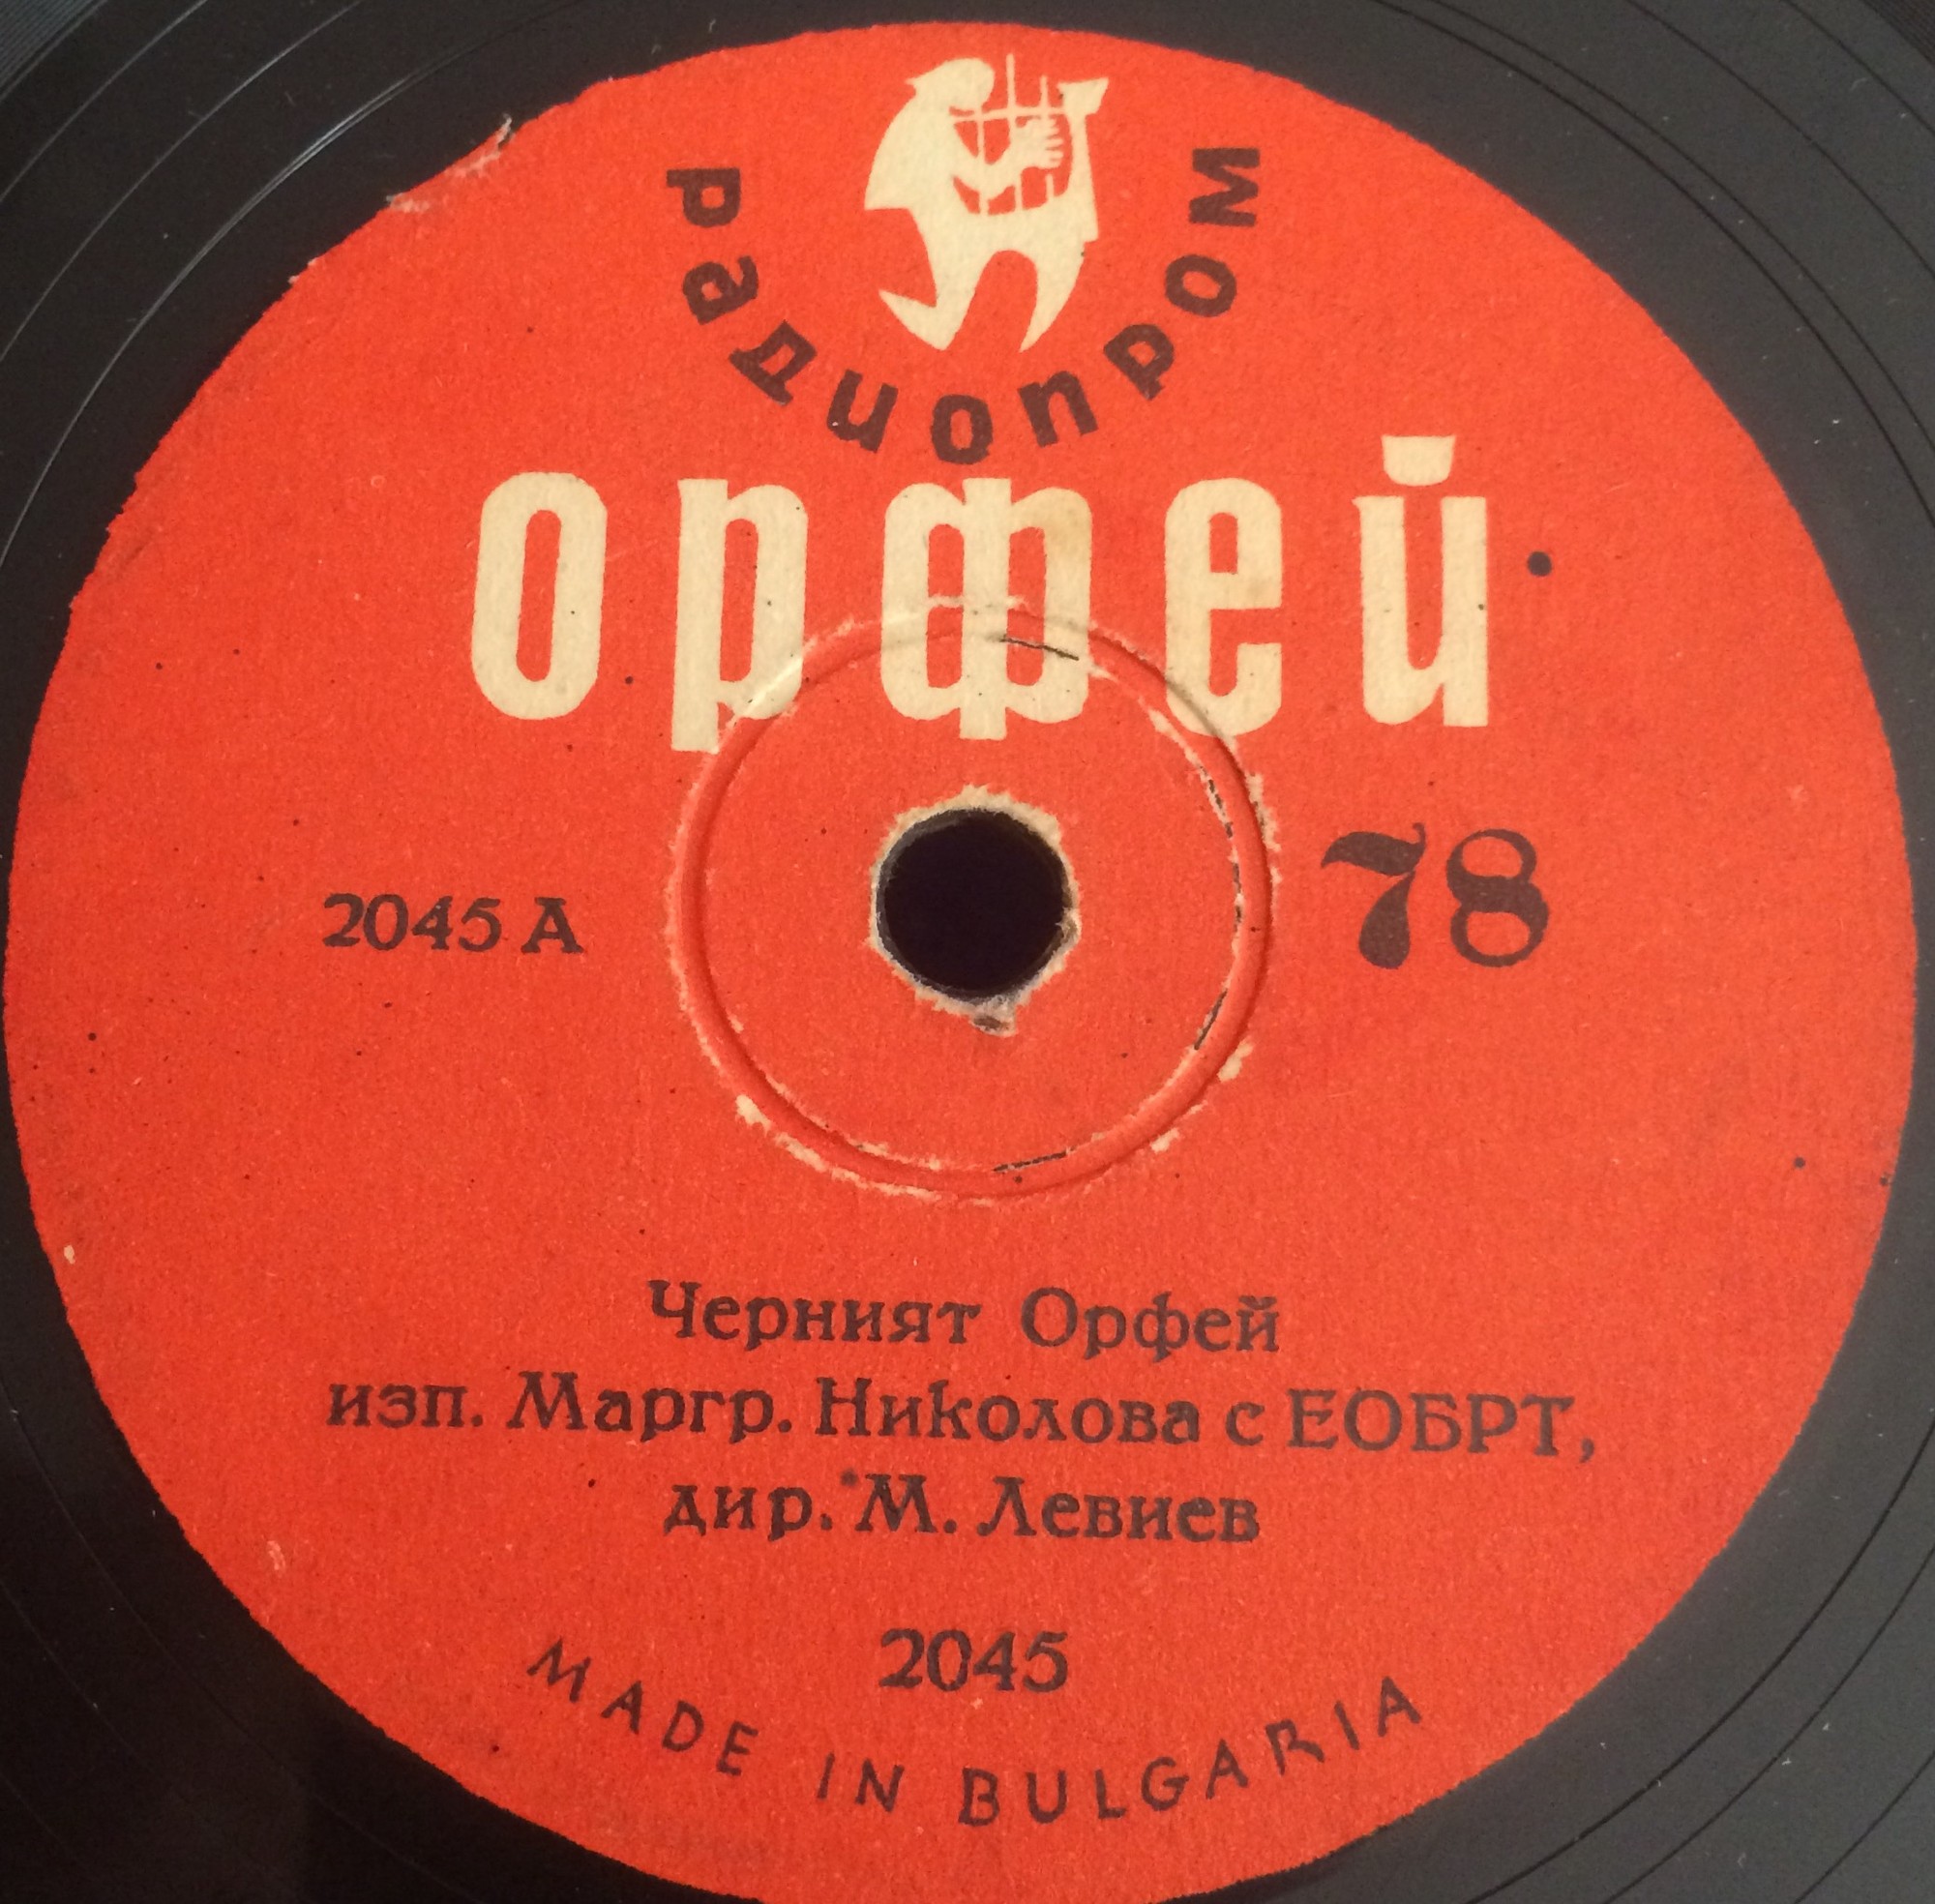 радиопром
орфей
2045 А
78
Черният Орфей
изп. Маргр. Николова с ЕОБРТ,
дир. М. Левиев
2045
MADE IN BULGARIA